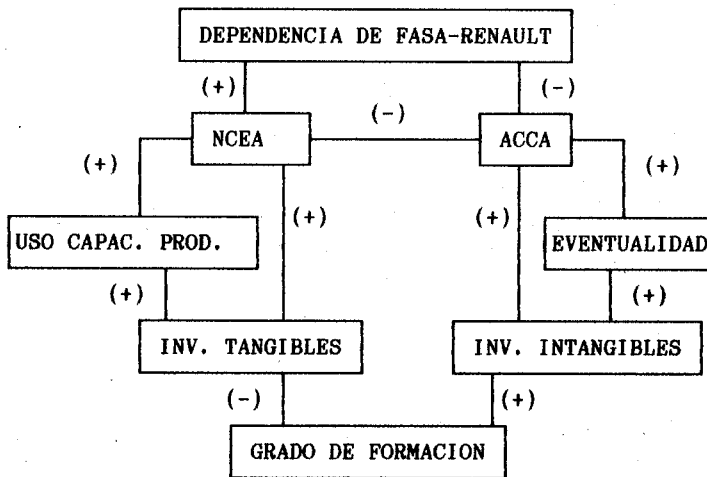 DEPENDENCIA DE FASA-RENAULT
(+)
(-)
(-)
NCEA
ACCA
(+)
(+)
(+)
(+)
USO CAPAC. PROD.
EVENTUALIDAD
(+)
(+)
INV. TANGIBLES
INV. INTANGIBLES
(-)
(+)
GRADO DE FORMACION